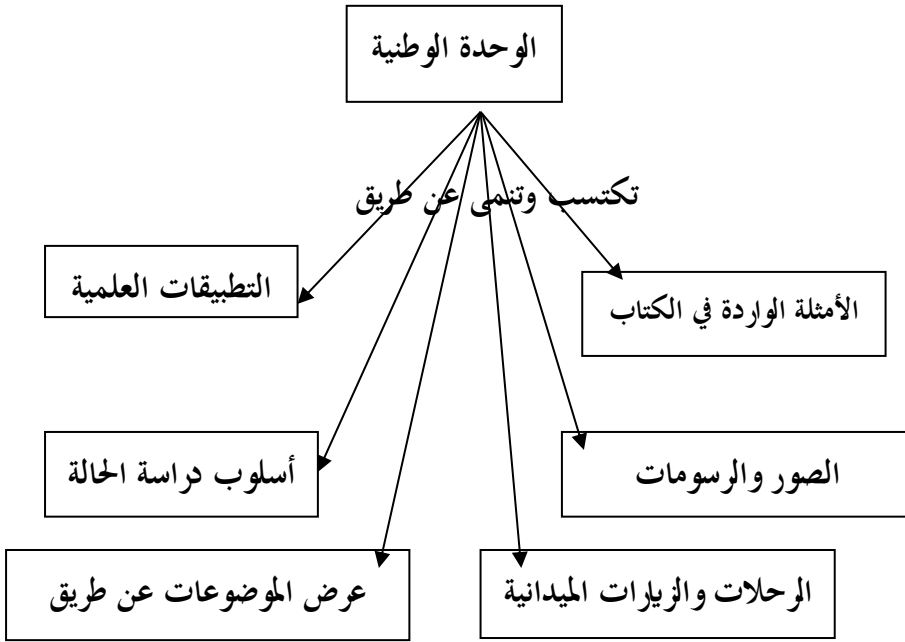 الوحدة الوطنية
تكتسب وتنمى عن طريق
الأمثلة الواردة في الكتاب
التطبيقات العلمية
الصور والرسومات
أسلوب دراسة الحالة
الرحلات والزيارات الميدانية
عرض الموضوعات عن طريق